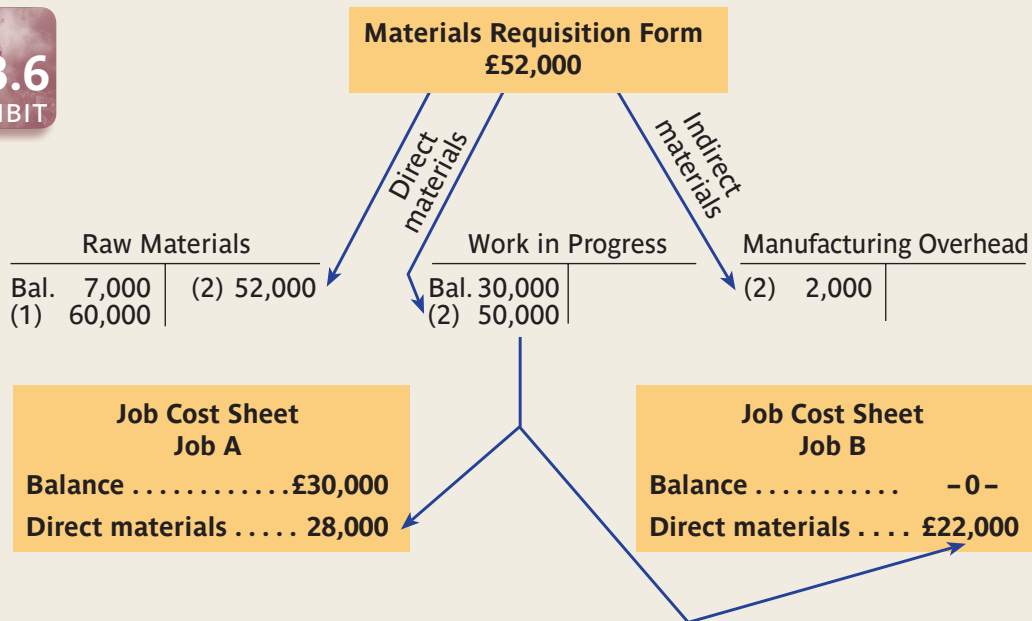 3.6
Materials Requisition Form
£52,000
Direct
materials
Indirect
materials
Raw Materials
Bal. 7,000 (2) 52,000
(1) 60,000
Work in Progress
Bal. 30,000
(2) 50,000
Manufacturing Overhead
(2) 2,000
Job Cost Sheet
Job A
Balance ............£30,000
Direct materials ..... 28,000
Job Cost Sheet
Job B
Balance ........... –0–
Direct materials .... £22,000